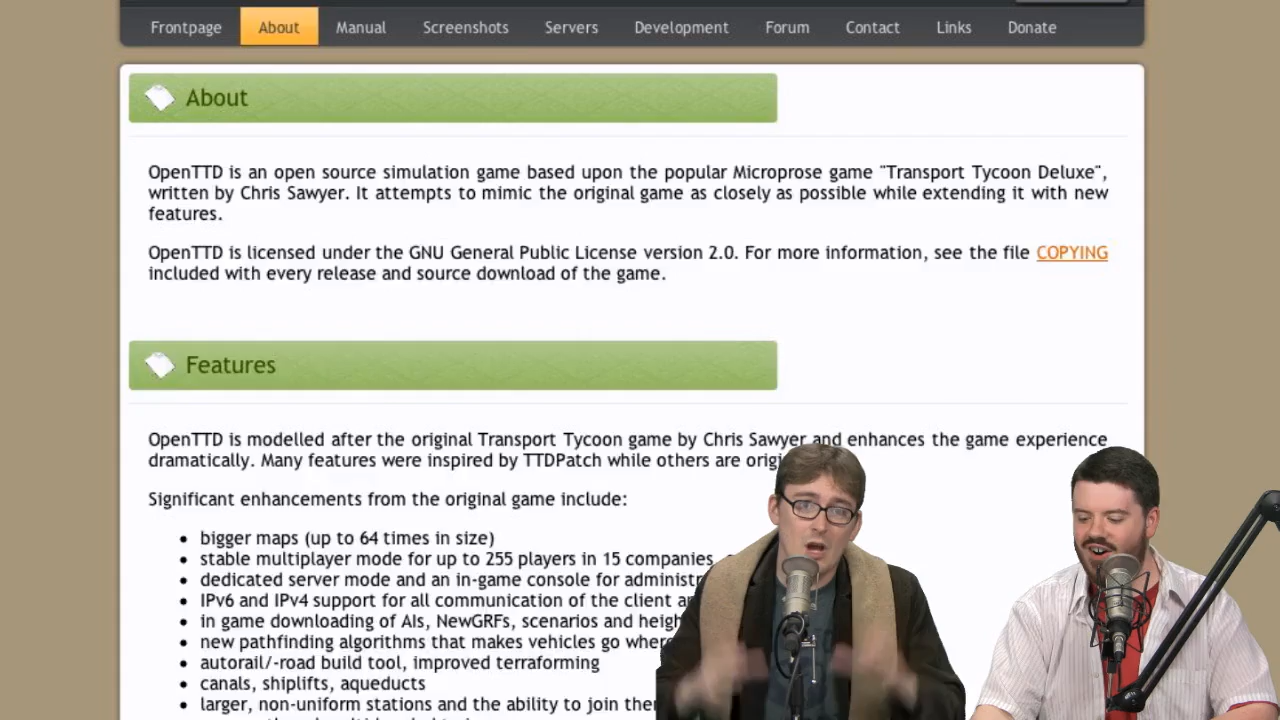 Frontpage About Manual Screenshots Servers Development Forum Contact Links Donate
About
OpenTTD is an open source simulation game based upon the popular Microprose game "Transport Tycoon Deluxe",
written by Chris Sawyer. It attempts to mimic the original game as closely as possible while extending it with new
features.
OpenTTD is licensed under the GNU General Public License version 2.0. For more information, see the file COPYING
included with every release and source download of the game.
Features
OpenTTD is modelled after the original Transport Tycoon game by Chris Sawyer and enhances the game experience
dramatically. Many features were inspired by TTDPatch while others are
Significant enhancements from the original game include:
• bigger maps (up to 64 times in size)
• stable multiplayer mode for up to 255 players in 15 companies
• dedicated server mode and an in-game console for
• IPv6 and IPv4 support for all communication of the client
• in game downloading of AIs, NewGRFs, scenarios and
• new pathfinding algorithms that makes vehicles go
• autorail/-road build tool, improved terraforming
• canals, shiplifts, aqueducts
• larger, non-uniform stations and the ability to join